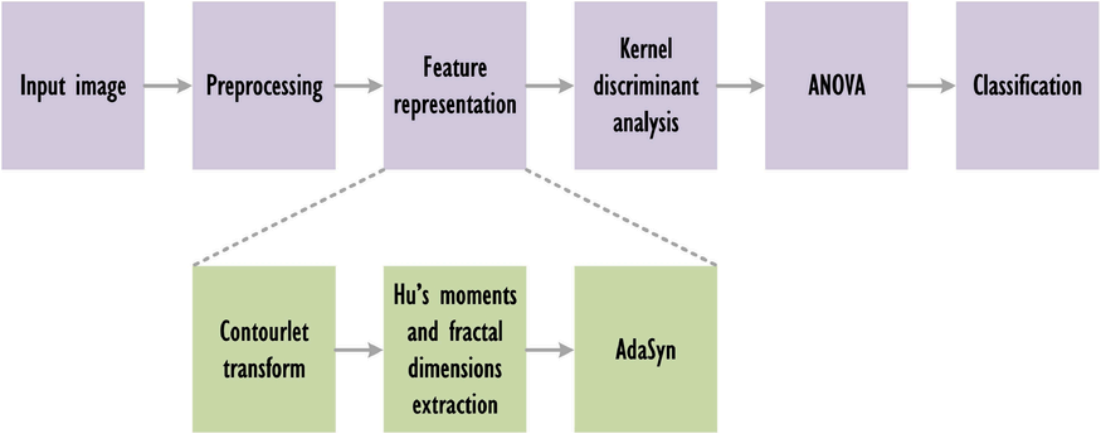 Input image
Preprocessing
Feature
representation
Kernel
discriminant
analysis
ANOVA
Classification
Contourlet
transform
Hu's moments
and fractal
dimensions
extraction
AdaSyn